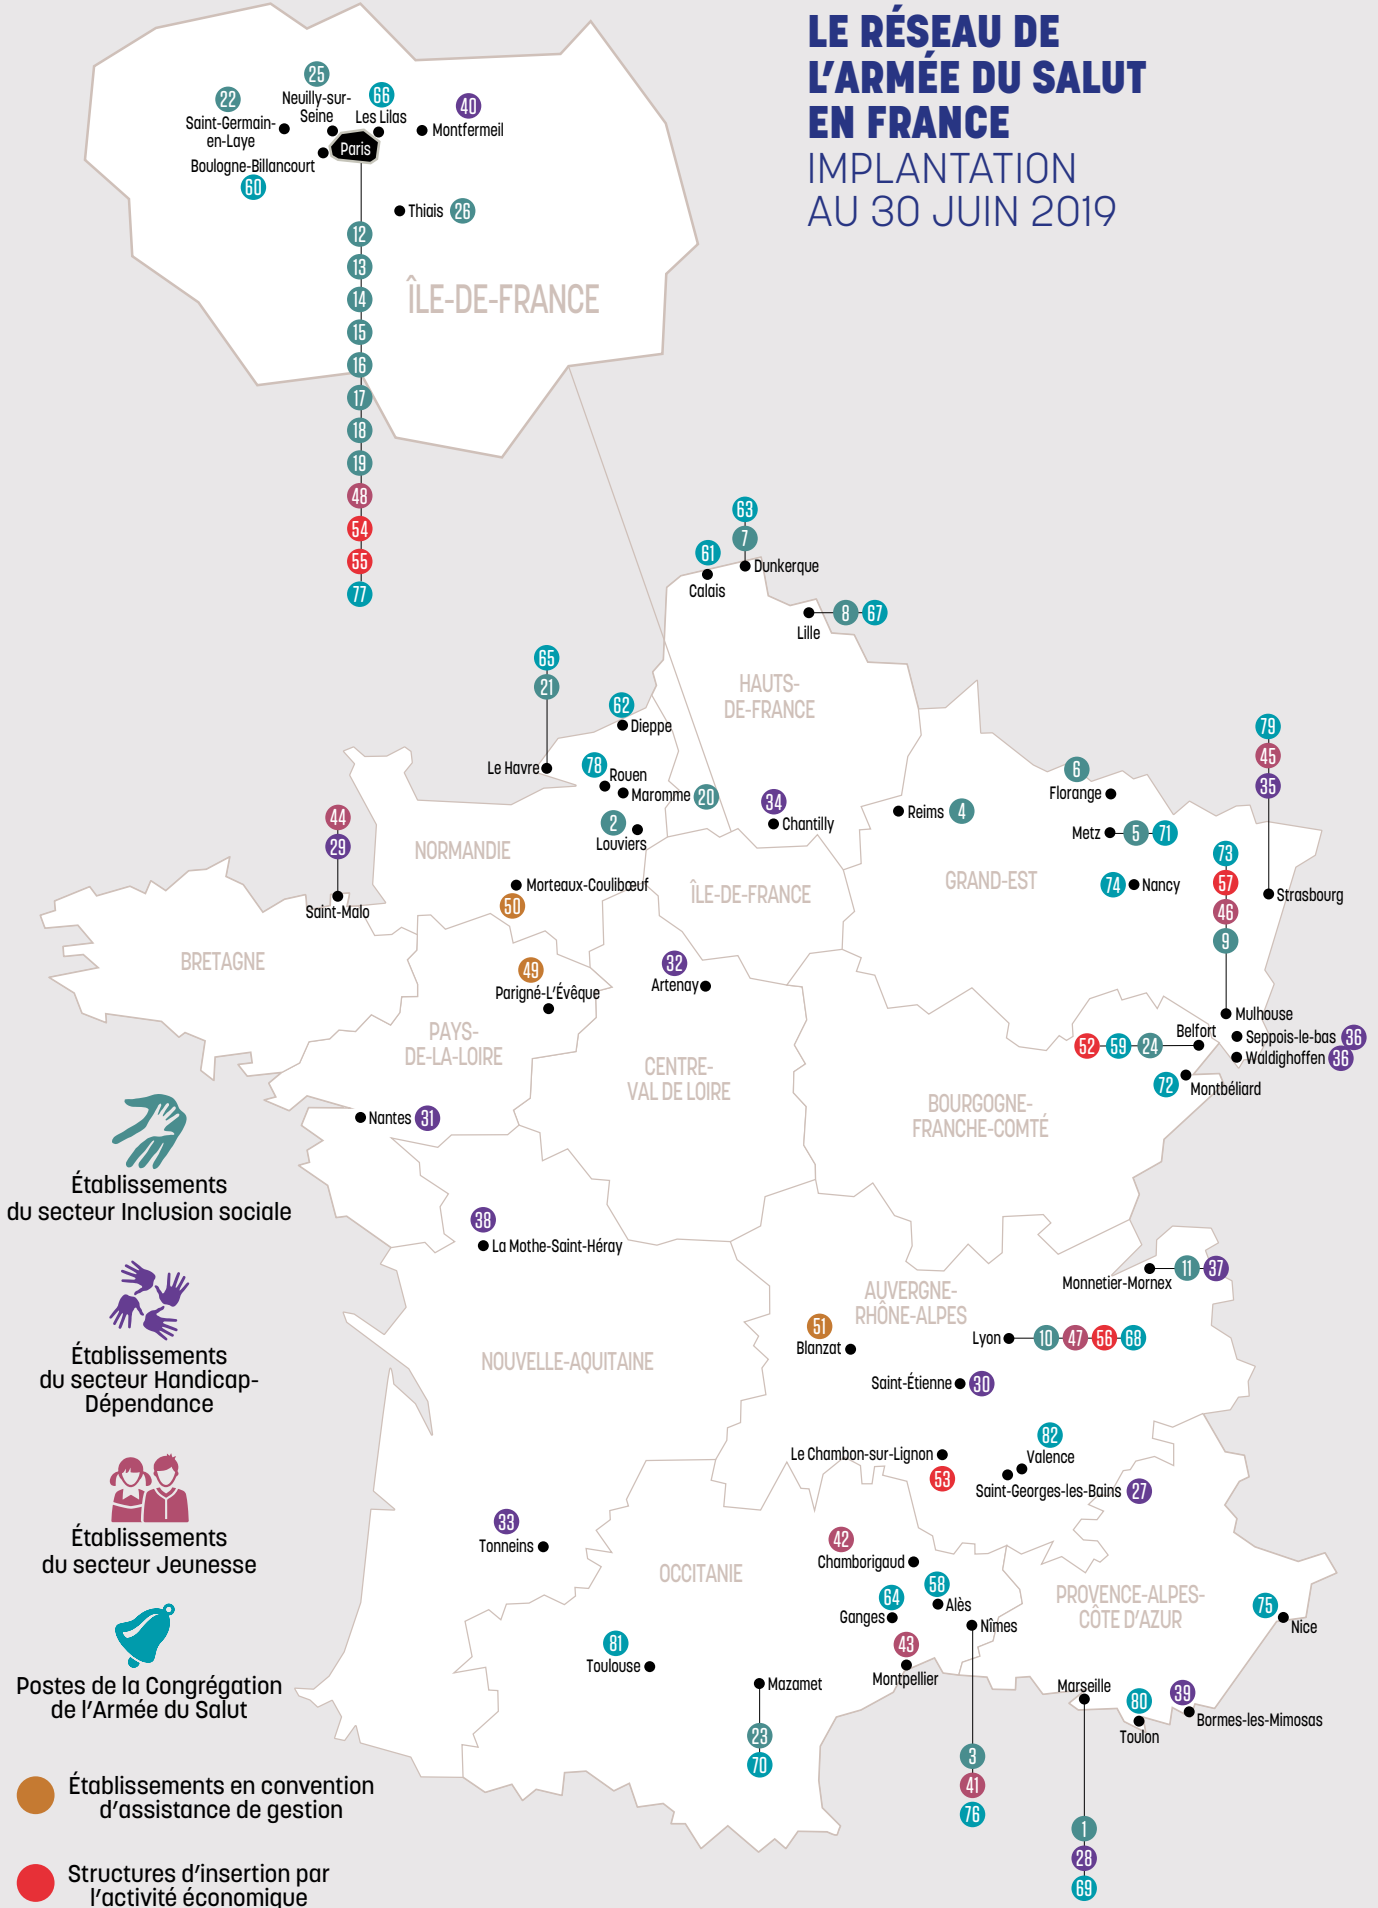 LE RÉSEAU DE
L'ARMÉE DU SALUT
EN FRANCE
IMPLANTATION
AU 30 JUIN 2019
25
22
Neuilly-sur-
Seine
66
Les Lilas
40
Montfermeil
Saint-Germain-
en-Laye
Paris
Boulogne-Billancourt
60
Thiais 26
12
13
14
15
16
17
18
19
48
54
55
77
ÎLE-DE-FRANCE
63
7
Dunkerque
61
Calais
8 67
Lille
HAUTS-
DE-FRANCE
65
21
Le Havre
62
Dieppe
78
Rouen
Maromme 20
2
Louviers
34
Chantilly
Reims 4
6
Florange
Metz 5 71
74 Nancy
79
45
35
Strasbourg
73
57
46
9
Mulhouse
44
29
Saint-Malo
NORMANDIE
Morteaux-Coulibœuf
50
ÎLE-DE-FRANCE
GRAND-EST
BRETAGNE
49
Parigné-L'Évêque
32
Artenay
PAYS-
DE-LA-LOIRE
CENTRE-
VAL DE LOIRE
Belfort
52 59 24
Seppois-le-bas 36
Waldighoffen 36
72 Montbéliard
BOURGOGNE-
FRANCHE-COMTÉ
Nantes 31
Établissements
du secteur Inclusion sociale
38
La Mothe-Saint-Héray
11 37
Monnetier-Mornex
AUVERGNE-
RHÔNE-ALPES
51
Blanzat
Lyon 10 47 56 68
Saint-Étienne 30
Établissements
du secteur Handicap-
Dépendance
NOUVELLE-AQUITAINE
82
Valence
Le Chambon-sur-Lignon
53
Saint-Georges-les-Bains 27
Établissements
du secteur Jeunesse
33
Tonneins
42
Chamborigaud
OCCITANIE
58
Alès
64
Ganges
Nîmes
PROVENCE-ALPES-
CÔTE D'AZUR
75
Nice
81
Toulouse
43
Montpellier
Mazamet
23
70
Marseille
80
Toulon
39
Bormes-les-Mimosas
3
41
76
1
28
69
Postes de la Congrégation
de l'Armée du Salut
Établissements en convention
d'assistance de gestion
Structures d'insertion par
l'activité économique